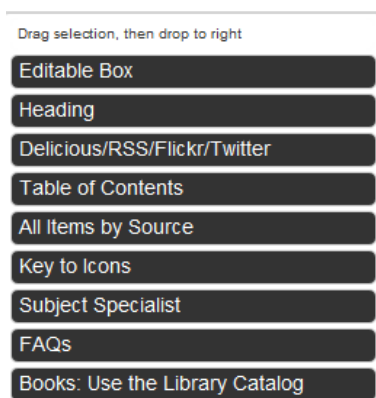 Drag selection, then drop to right
Editable Box
Heading
Delicious/RSS/Flickr/Twitter
Table of Contents
All Items by Source
Key to Icons
Subject Specialist
FAQs
Books: Use the Library Catalog